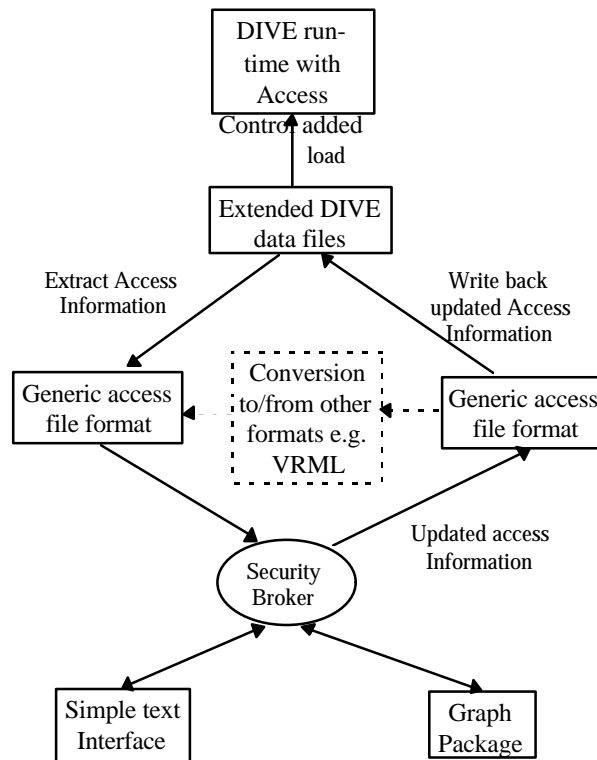 DIVE run-
time with
Access
Control added
load
Extended DIVE
data files
Extract Access
Information
Write back
updated Access
Information
Generic access
file format
Conversion
to/from other
formats e.g.
VRML
Generic access
file format
Updated access
Information
Security
Broker
Simple text
Interface
Graph
Package